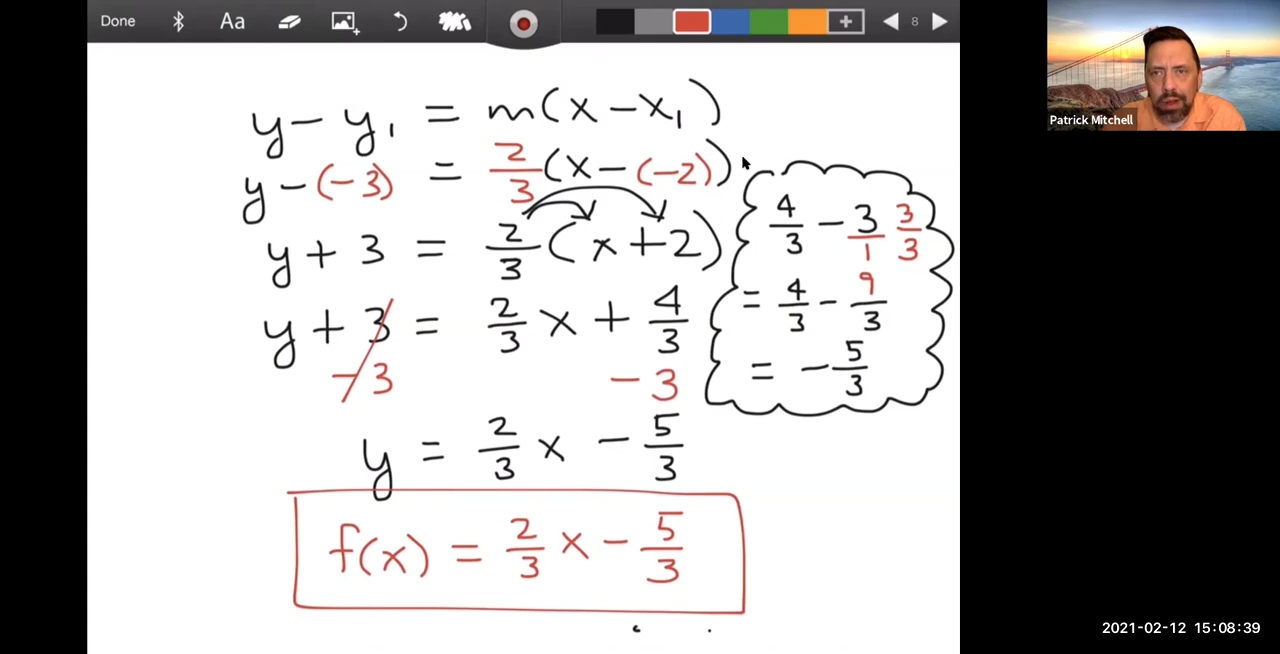 Done Aa 8
y - y₁ = m(x - x₁)
y - (-3) = 2/3 (x - (-2))
y + 3 = 2/3 (x + 2)
y + 3 = 2/3 x + 4/3
-3 -3
y = 2/3 x - 5/3
f(x) = 2/3 x - 5/3
4/3 - 3/1 3/3
= 4/3 - 9/3
= - 5/3
Patrick Mitchell
2021-02-12 15:08:39